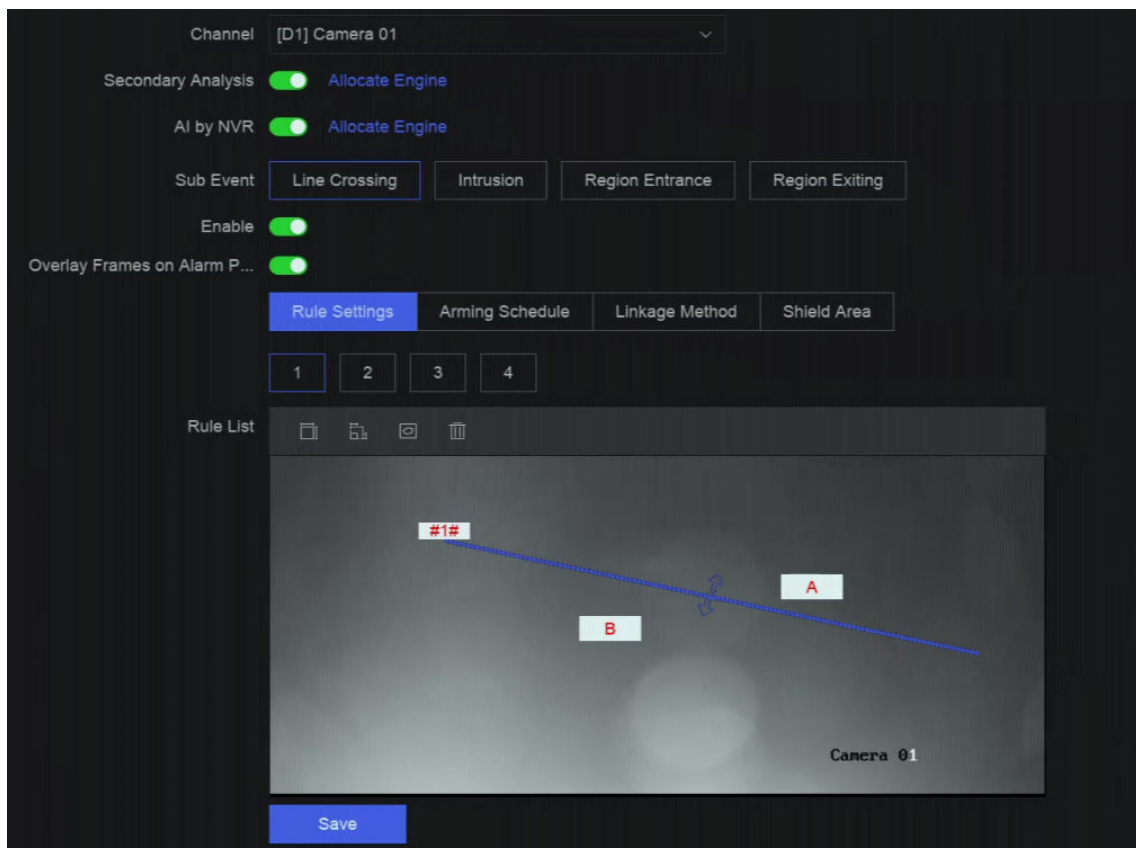 Channel [D1] Camera 01
Secondary Analysis Allocate Engine
AI by NVR Allocate Engine
Sub Event Line Crossing Intrusion Region Entrance Region Exiting
Enable
Overlay Frames on Alarm P...
Rule Settings Arming Schedule Linkage Method Shield Area
1 2 3 4
Rule List
#1#
A
B
Camera 01
Save